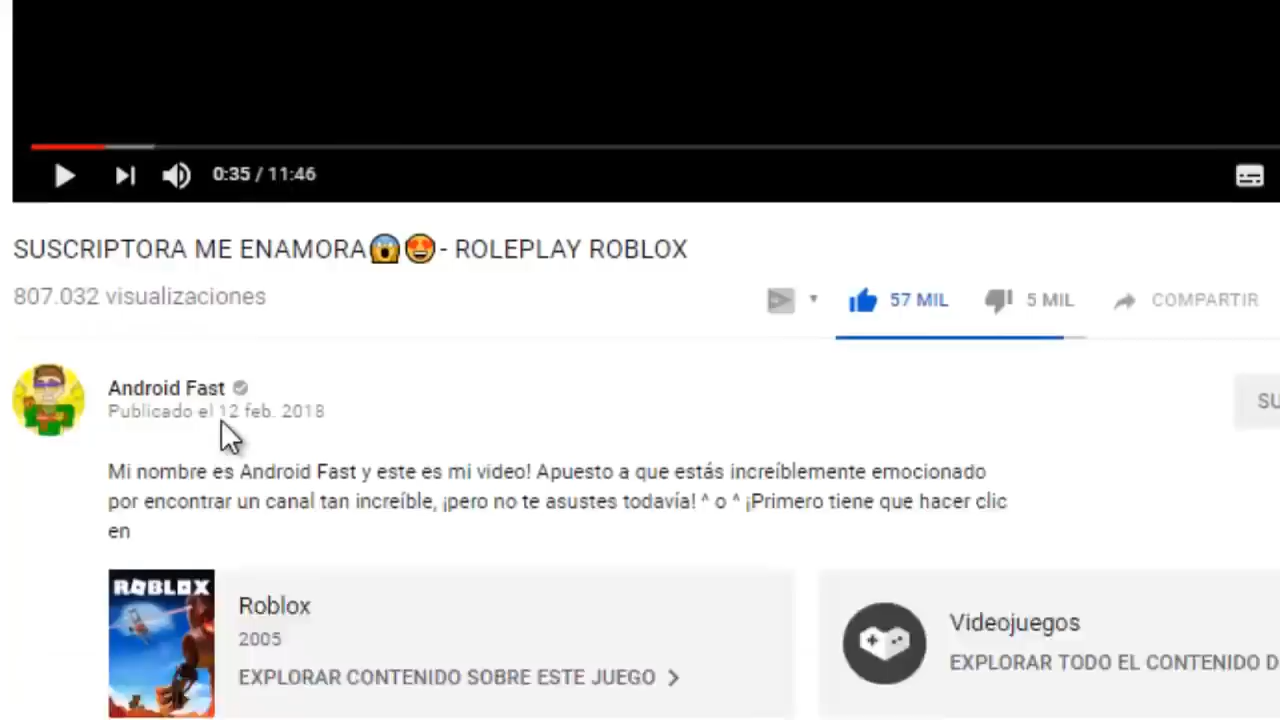 0:35 / 11:46
SUSCRIPTORA ME ENAMORA😱😍- ROLEPLAY ROBLOX
807.032 visualizaciones
57 MIL
5 MIL
COMPARTIR
Android Fast
Publicado el 12 feb. 2018
SU
Mi nombre es Android Fast y este es mi video! Apuesto a que estás increíblemente emocionado
por encontrar un canal tan increíble, ¡pero no te asustes todavía! ^ o ^ ¡Primero tiene que hacer clic
en
ROBLOX
Roblox
2005
EXPLORAR CONTENIDO SOBRE ESTE JUEGO
Videojuegos
EXPLORAR TODO EL CONTENIDO D